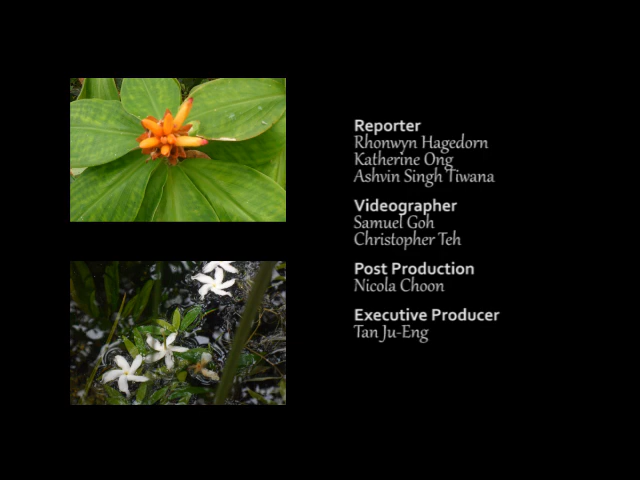 Reporter
Rhonwyn Hagedorn
Katherine Ong
Ashvin Singh Tiwana
Videographer
Samuel Goh
Christopher Teh
Post Production
Nicola Choon
Executive Producer
Tan Ju-Eng